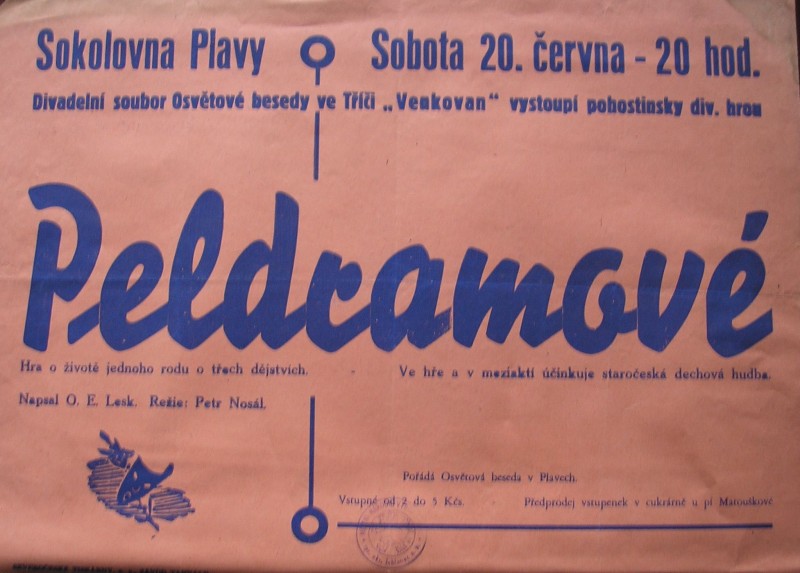 Sokolovna Plavy
Sobota 20. června - 20 hod.
Divadelní soubor Osvětové besedy ve Tříči „Venkovan“ vystoupí pohostinsky div. hrou
Peldramové
Hra o životě jednoho rodu o třech dějstvích. - Ve hře a v meziaktí účinkuje staročeská dechová hudba.
Napsal O. E. Lesk. Režie: Petr Nosál.
Pořádá Osvětová beseda v Plavech.
Vstupné od 2 do 5 Kčs. Předprodej vstupenek v cukrárně u pí Matouškové